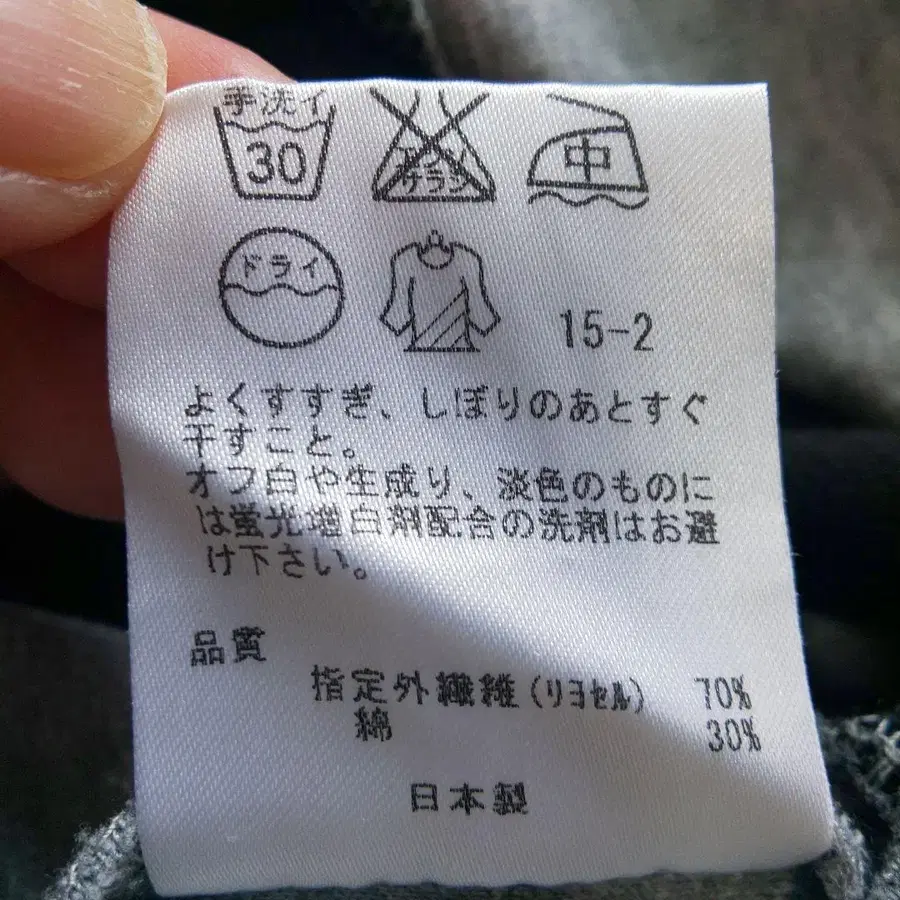 手洗イ
30
エンソ
サラシ
中
ドライ
15-2
よくすすぎ、しぼりのあとすぐ
干すこと。
オフ白や生成り、淡色のものに
は蛍光増白剤配合の洗剤はお避
け下さい。
品質
指定外繊維(リヨセル) 70%
綿 30%
日本製